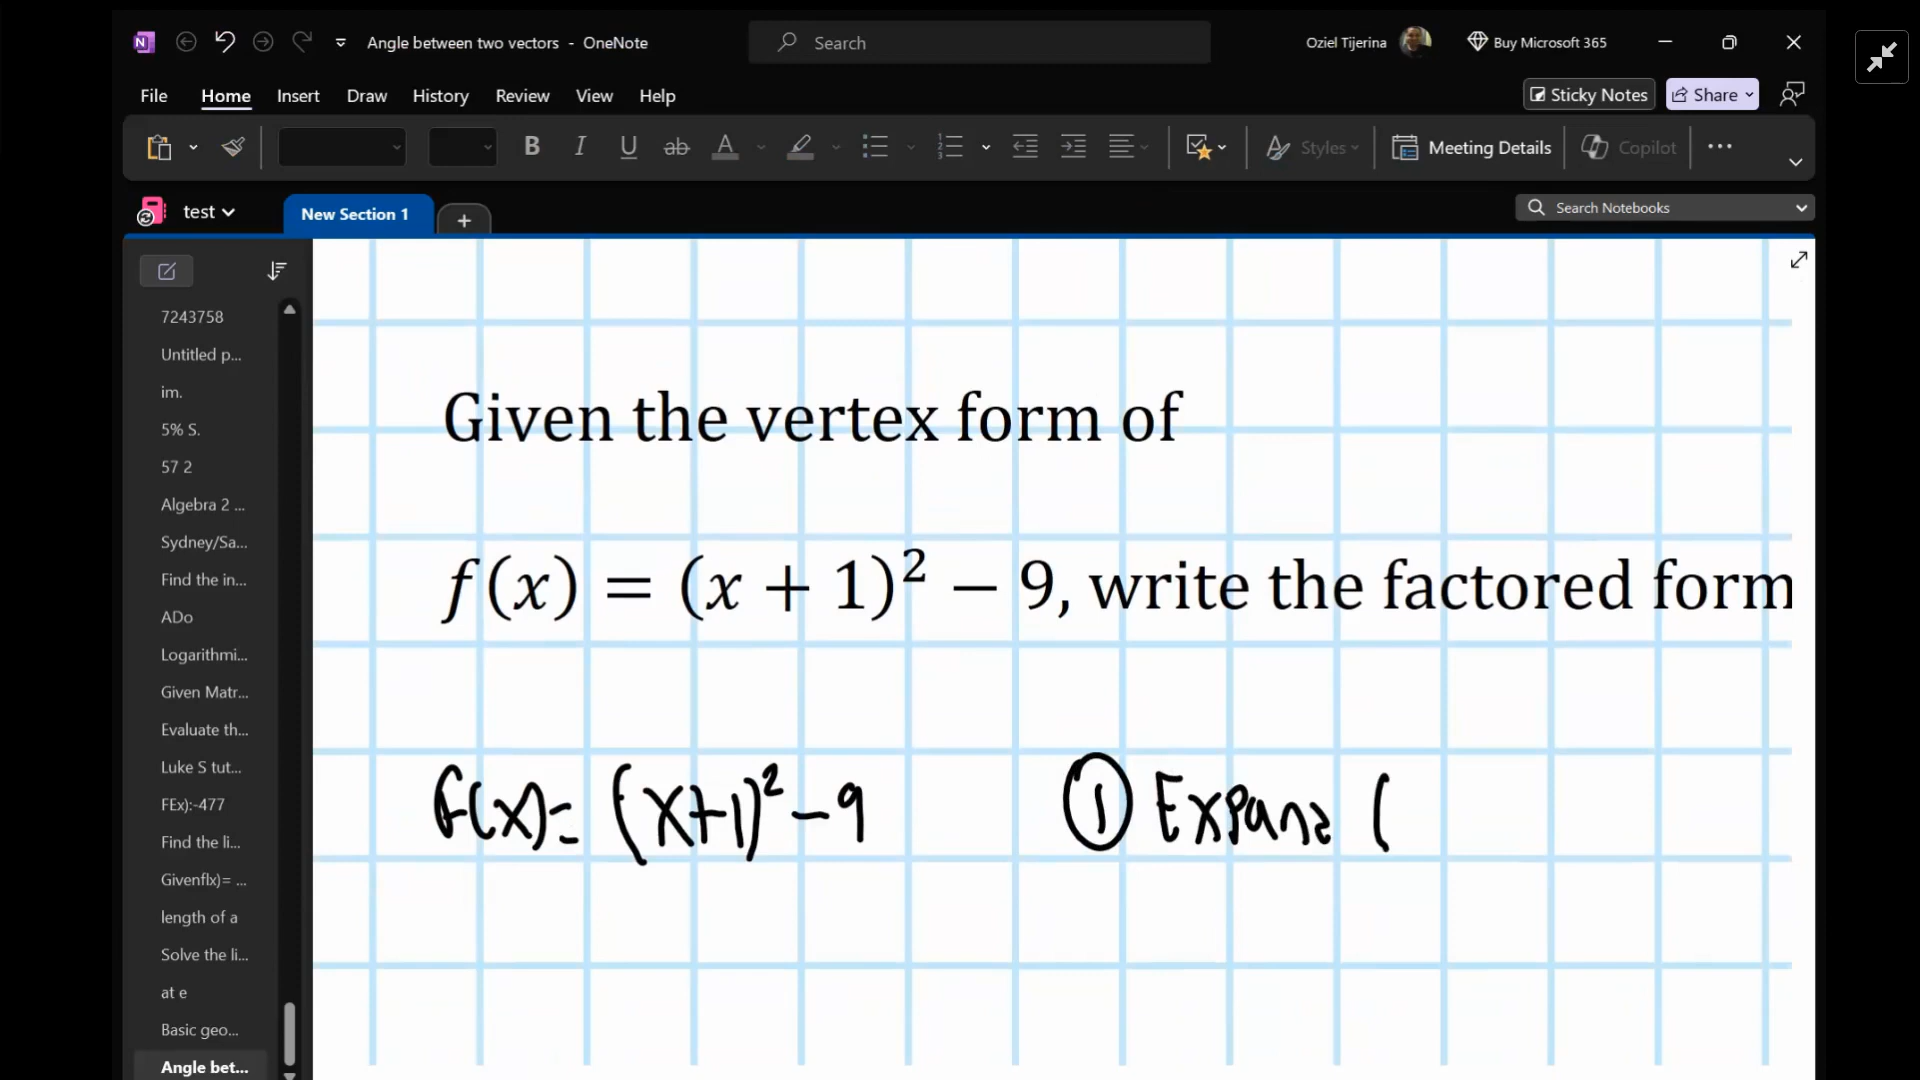 Angle between two vectors - OneNote
Search
Oziel Tijerina
Buy Microsoft 365
File Home Insert Draw History Review View Help
Sticky Notes
Share
B I U ab A
Styles
Meeting Details
Copilot
test
New Section 1
+
Search Notebooks
7243758
Untitled p...
im.
5% S.
57 2
Algebra 2 ...
Sydney/Sa...
Find the in...
ADo
Logarithmi...
Given Matr...
Evaluate th...
Luke S tut...
FEx):-477
Find the li...
Givenflx)= ...
length of a
Solve the li...
at e
Basic geo...
Angle bet...
Given the vertex form of
f(x) = (x + 1)² − 9, write the factored form
f(x)= (x+1)² −9
① Expand (